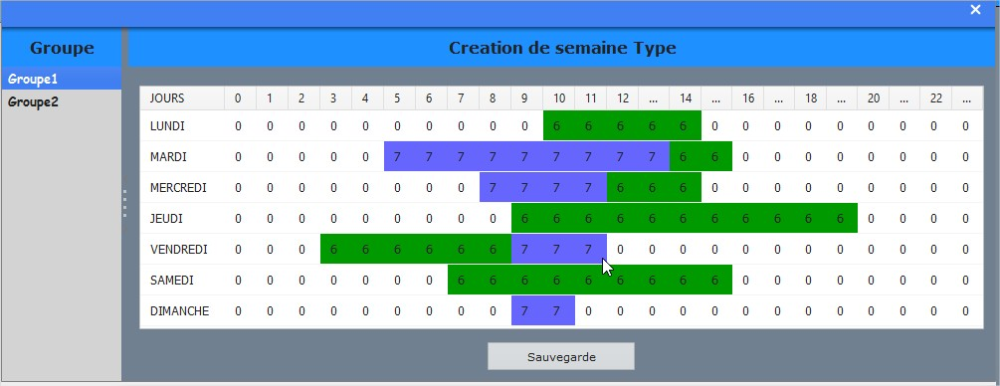 Groupe
Creation de semaine Type
Groupe1
Groupe2
JOURS 0 1 2 3 4 5 6 7 8 9 10 11 12 ... 14 ... 16 ... 18 ... 20 ... 22 ...
LUNDI 0 0 0 0 0 0 0 0 0 0 6 6 6 6 6 0 0 0 0 0 0 0 0 0
MARDI 0 0 0 0 0 7 7 7 7 7 7 7 7 7 6 6 0 0 0 0 0 0 0 0
MERCREDI 0 0 0 0 0 0 0 0 7 7 7 7 6 6 6 0 0 0 0 0 0 0 0 0
JEUDI 0 0 0 0 0 0 0 0 0 6 6 6 6 6 6 6 6 6 6 6 0 0 0 0
VENDREDI 0 0 0 6 6 6 6 6 6 7 7 7 0 0 0 0 0 0 0 0 0 0 0 0
SAMEDI 0 0 0 0 0 0 0 6 6 6 6 6 6 6 6 6 0 0 0 0 0 0 0 0
DIMANCHE 0 0 0 0 0 0 0 0 0 7 7 0 0 0 0 0 0 0 0 0 0 0 0 0
Sauvegarde